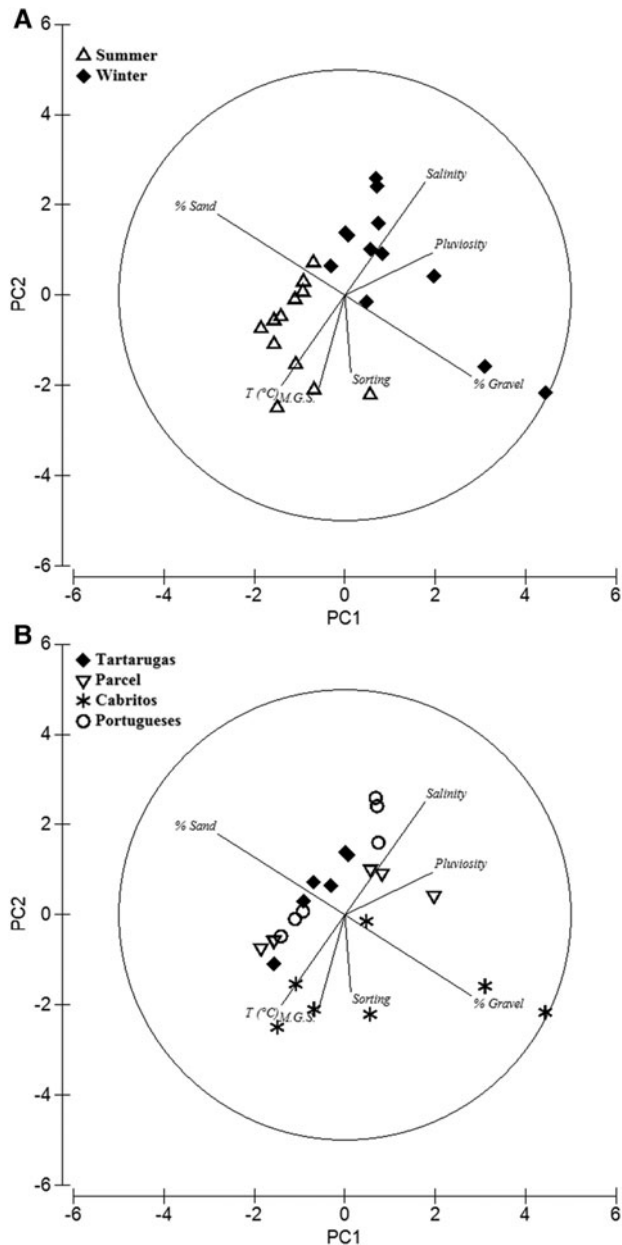 A
6
Summer
Winter
4
Salinity
2
% Sand
Pluviosity
PC2
0
-2
T (°C)
M.G.S.
Sorting
% Gravel
-4
-6
-6 -4 -2 0 2 4 6
PC1
B
6
Tartarugas
Parcel
Cabritos
Portugueses
4
Salinity
2
% Sand
Pluviosity
PC2
0
-2
T (°C)
M.G.S.
Sorting
% Gravel
-4
-6
-6 -4 -2 0 2 4 6
PC1